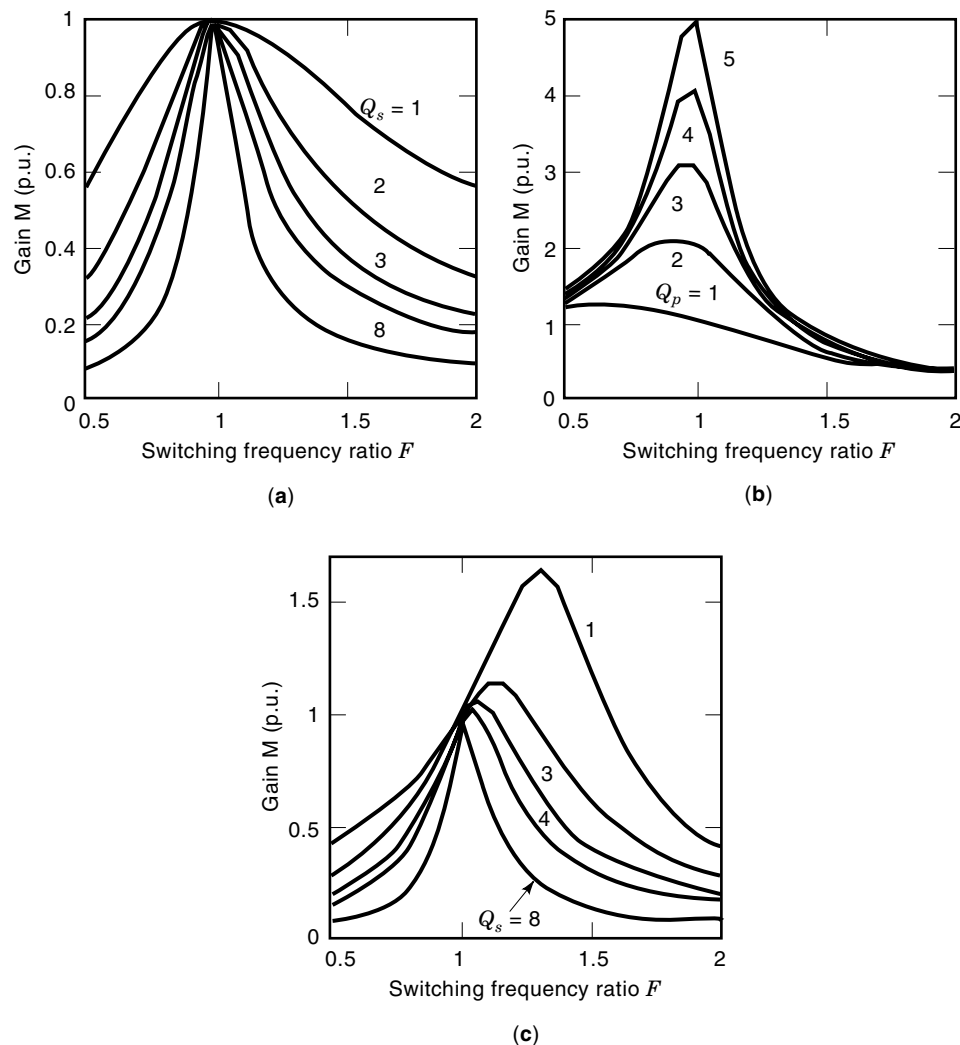 1
0.8
0.6
0.4
0.2
0
Gain M (p.u.)
Qs = 1
2
3
8
0.5 1 1.5 2
Switching frequency ratio F
(a)
5
4
3
2
1
0
Gain M (p.u.)
5
4
3
2
Qp = 1
0.5 1 1.5 2
Switching frequency ratio F
(b)
1.5
1
0.5
0
Gain M (p.u.)
1
3
4
Qs = 8
0.5 1 1.5 2
Switching frequency ratio F
(c)